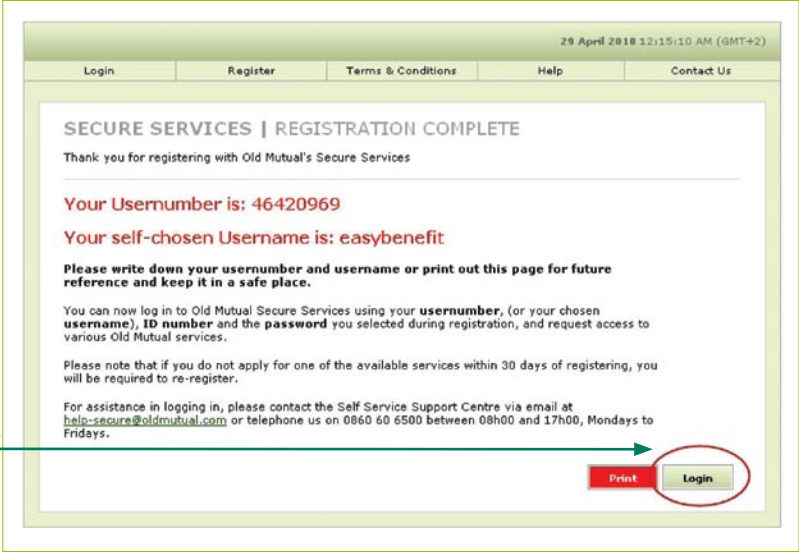 29 April 2010 12:15:10 AM (GMT+2)
Login Register Terms & Conditions Help Contact Us
SECURE SERVICES | REGISTRATION COMPLETE
Thank you for registering with Old Mutual's Secure Services
Your Usernumber is: 46420969
Your self-chosen Username is: easybenefit
Please write down your usernumber and username or print out this page for future
reference and keep it in a safe place.
You can now log in to Old Mutual Secure Services using your usernumber, (or your chosen
username), ID number and the password you selected during registration, and request access to
various Old Mutual services.
Please note that if you do not apply for one of the available services within 30 days of registering, you
will be required to re-register.
For assistance in logging in, please contact the Self Service Support Centre via email at
help-secure@oldmutual.com or telephone us on 0860 60 6500 between 08h00 and 17h00, Mondays to
Fridays.
Print Login